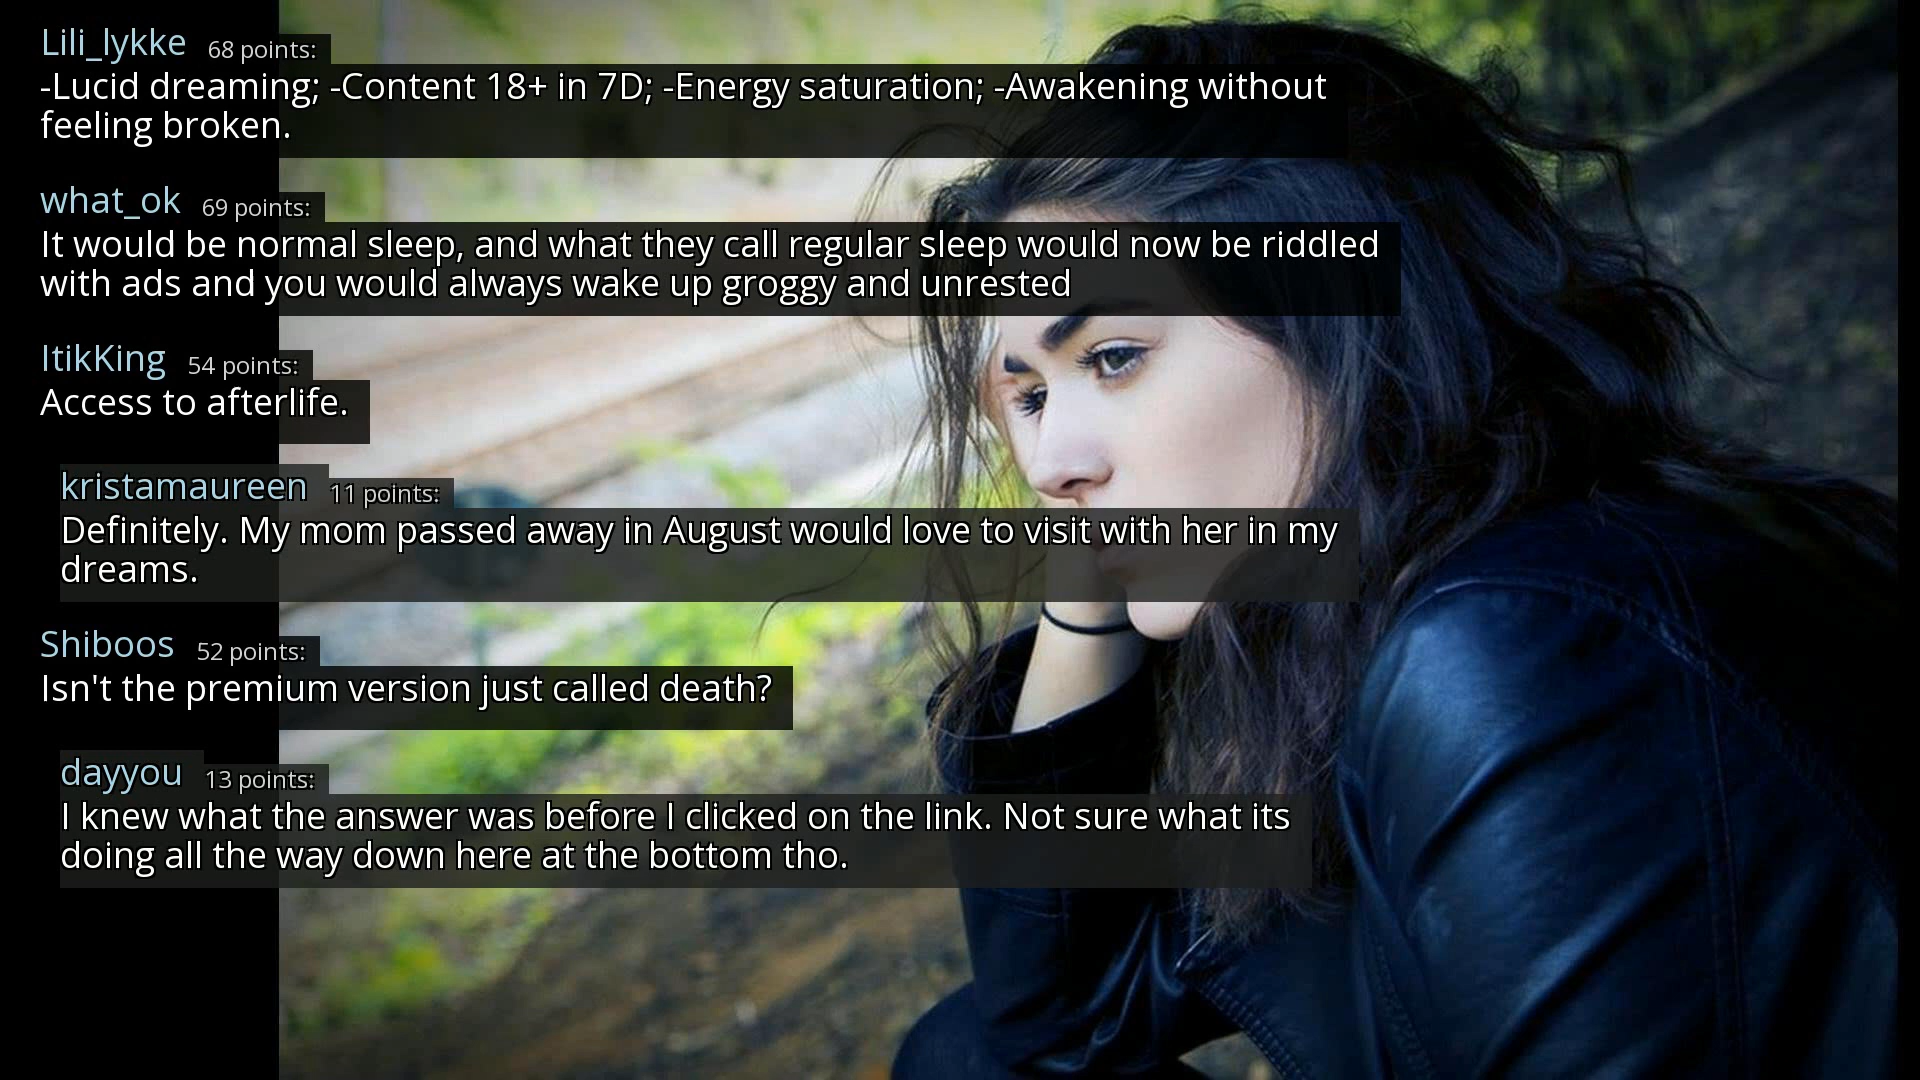 Lili_lykke 68 points:
-Lucid dreaming; -Content 18+ in 7D; -Energy saturation; -Awakening without
feeling broken.
what_ok 69 points:
It would be normal sleep, and what they call regular sleep would now be riddled
with ads and you would always wake up groggy and unrested
ItikKing 54 points:
Access to afterlife.
kristamaureen 11 points:
Definitely. My mom passed away in August would love to visit with her in my
dreams.
Shiboos 52 points:
Isn't the premium version just called death?
dayyou 13 points:
I knew what the answer was before I clicked on the link. Not sure what its
doing all the way down here at the bottom tho.